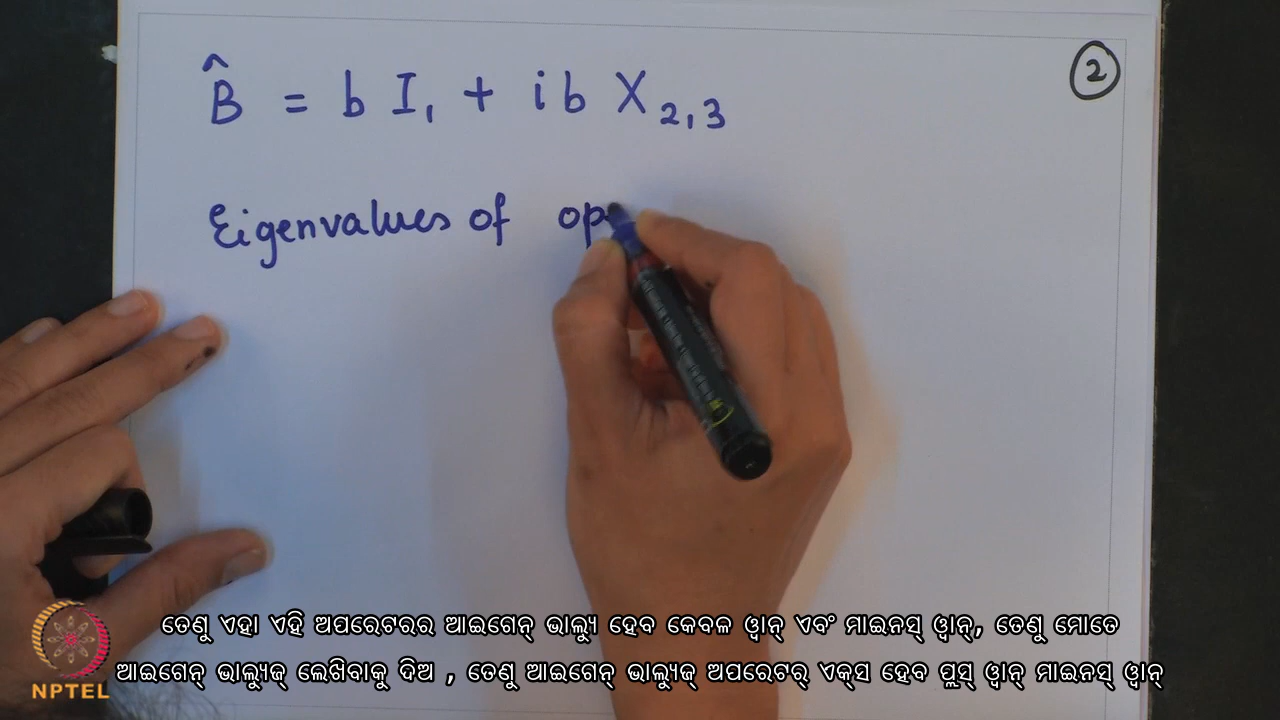 B̂ = b I₁ + i b X₂,₃
②
Eigenvalues of op
ତେଣୁ ଏହା ଏହି ଅପରେଟରର ଆଇଗେନ୍ ଭାଲ୍ୟୁ ହେବ କେବଳ ୱାନ୍ ଏବଂ ମାଇନସ୍ ୱାନ୍, ତେଣୁ ମୋତେ
ଆଇଗେନ୍ ଭାଲ୍ୟୁଜ୍ ଲେଖିବାକୁ ଦିଅ , ତେଣୁ ଆଇଗେନ୍ ଭାଲ୍ୟୁଜ୍ ଅପରେଟର୍ ଏକ୍ସ ହେବ ପ୍ଲସ୍ ୱାନ୍ ମାଇନସ୍ ୱାନ୍
NPTEL